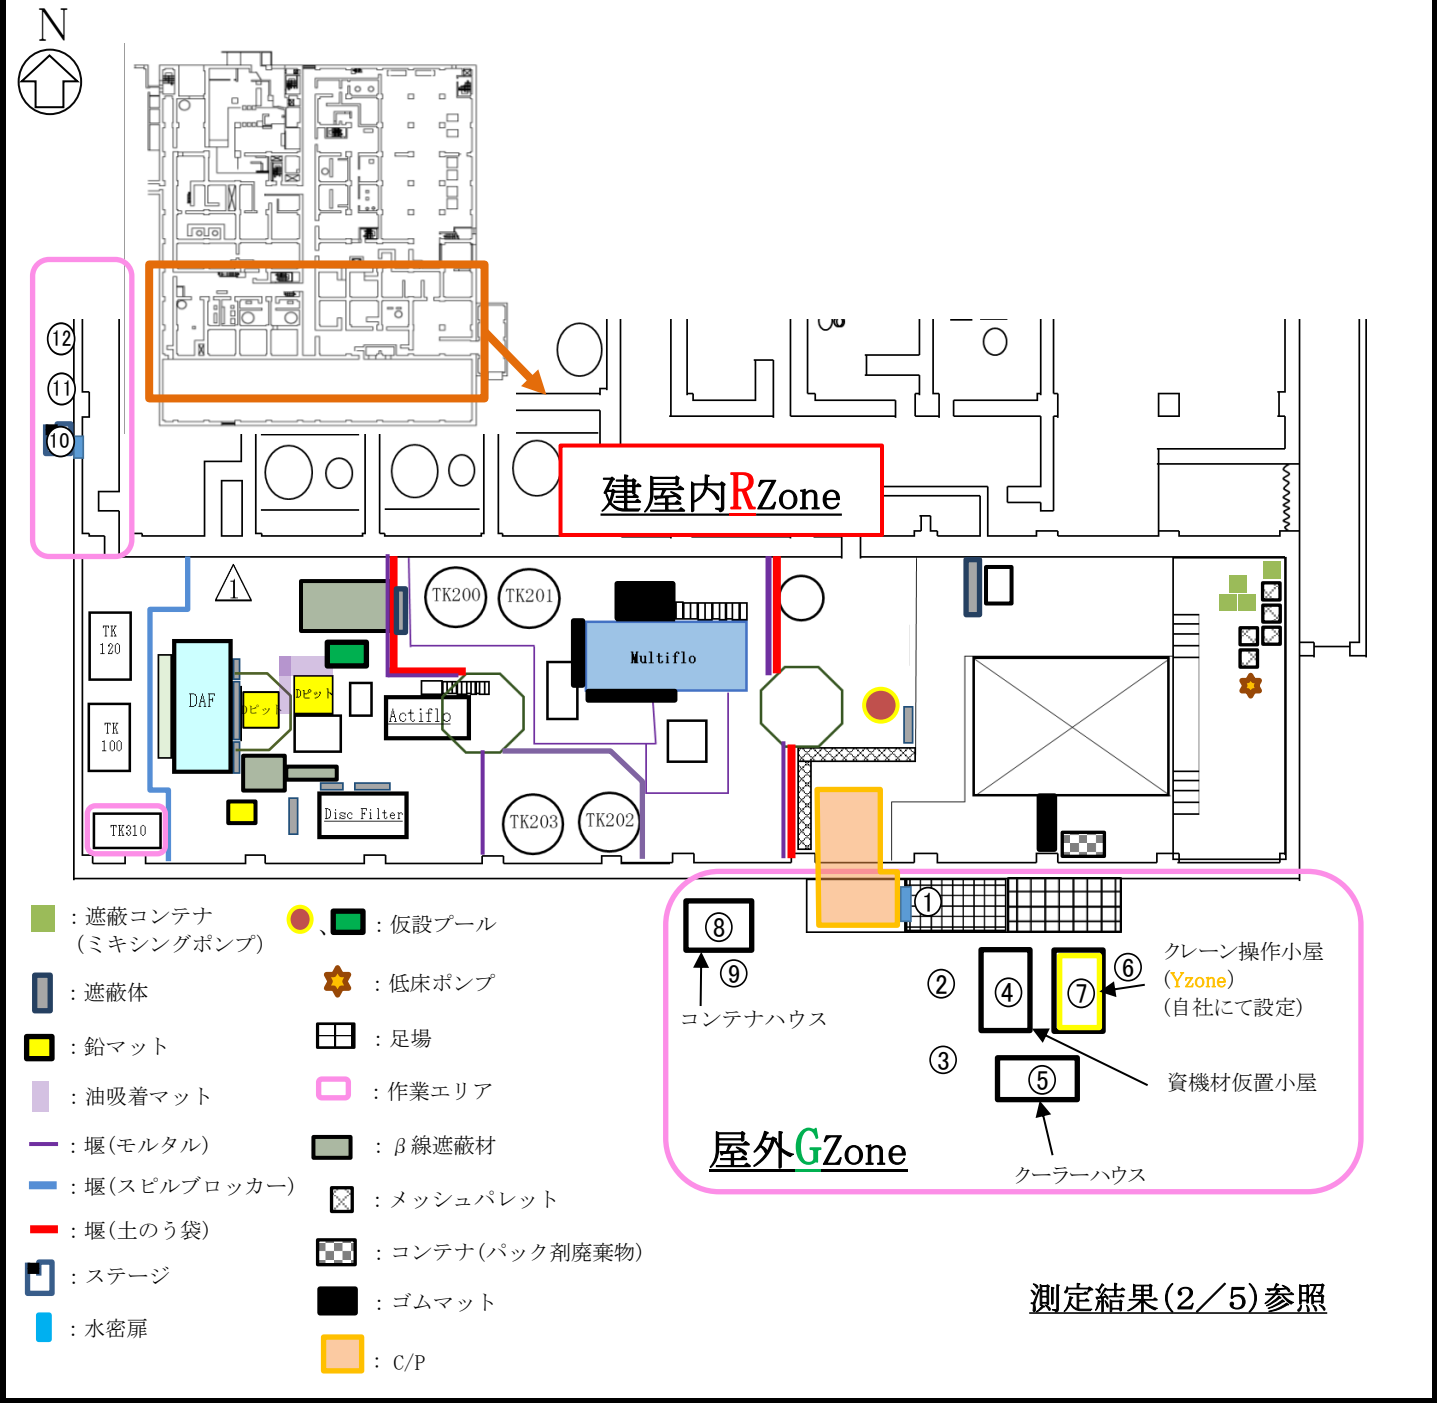 N
⑫
⑪
⑩
建屋内RZone
1
TK
120
TK
100
TK310
DAF
Dピット
Dピット
Actiflo
Disc Filter
TK200
TK201
TK203
TK202
Multiflo
①
②
③
④
⑤
⑥
⑦
⑧
⑨
コンテナハウス
クレーン操作小屋
(Yzone)
(自社にて設定)
資機材仮置小屋
クーラーハウス
屋外GZone
測定結果(2／5)参照
：遮蔽コンテナ
(ミキシングポンプ)
：遮蔽体
：鉛マット
：油吸着マット
：堰(モルタル)
：堰(スピルブロッカー)
：堰(土のう袋)
：ステージ
：水密扉
、：仮設プール
：低床ポンプ
：足場
：作業エリア
：β線遮蔽材
：メッシュパレット
：コンテナ(パック剤廃棄物)
：ゴムマット
：C/P